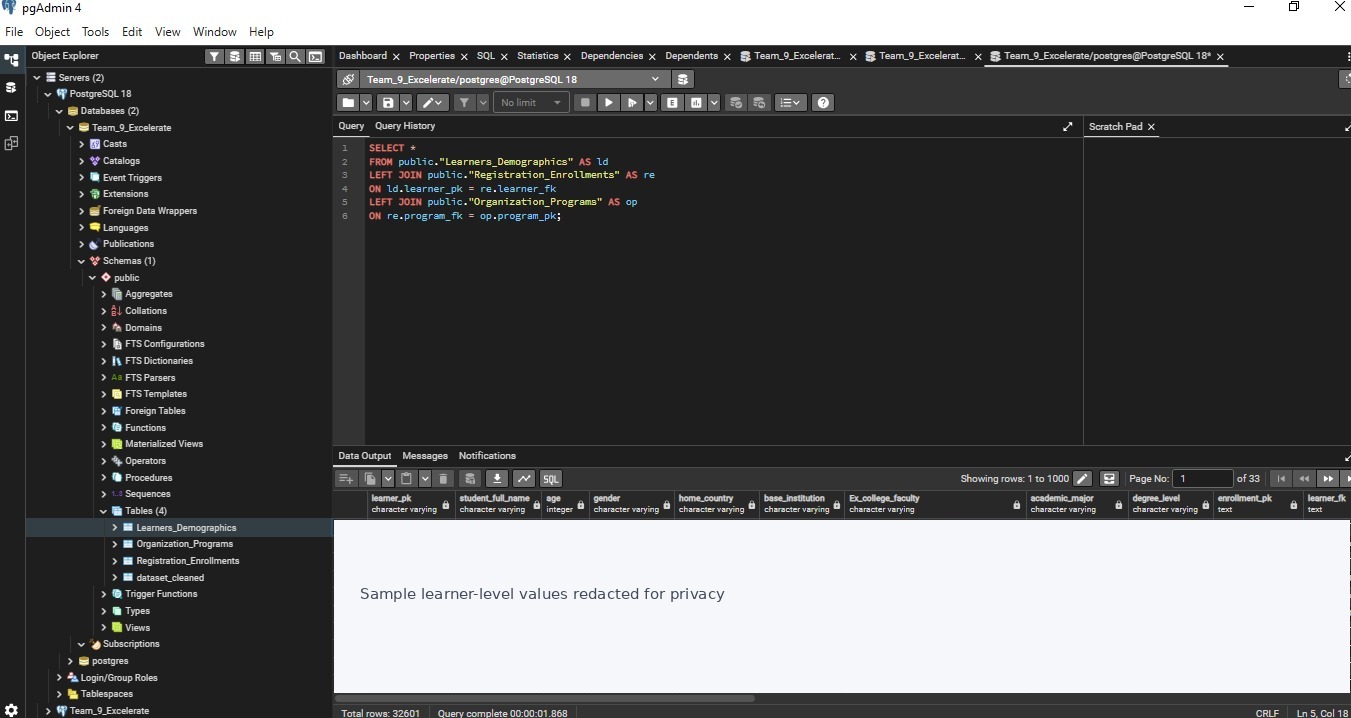 pgAdmin 4
File Object Tools Edit View Window Help
Object Explorer
Servers (2)
PostgreSQL 18
Databases (2)
Team_9_Excelerate
Casts
Catalogs
Event Triggers
Extensions
Foreign Data Wrappers
Languages
Publications
Schemas (1)
public
Aggregates
Collations
Domains
FTS Configurations
FTS Dictionaries
FTS Parsers
FTS Templates
Foreign Tables
Functions
Materialized Views
Operators
Procedures
Sequences
Tables (4)
Learners_Demographics
Organization_Programs
Registration_Enrollments
dataset_cleaned
Trigger Functions
Types
Views
Subscriptions
postgres
Login/Group Roles
Tablespaces
Team_9_Excelerate
Dashboard Properties SQL Statistics Dependencies Dependents Team_9_Excelerat... Team_9_Excelerat... Team_9_Excelerate/postgres@PostgreSQL 18*
Team_9_Excelerate/postgres@PostgreSQL 18
No limit
Query Query History
Scratch Pad
1 SELECT *
2 FROM public."Learners_Demographics" AS ld
3 LEFT JOIN public."Registration_Enrollments" AS re
4 ON ld.learner_pk = re.learner_fk
5 LEFT JOIN public."Organization_Programs" AS op
6 ON re.program_fk = op.program_pk;
Data Output Messages Notifications
SQL
Showing rows: 1 to 1000 Page No: 1 of 33
learner_pk student_full_name age gender home_country base_institution Ex_college_faculty academic_major degree_level enrollment_pk learner_fk
character varying character varying integer character varying character varying character varying character varying character varying character varying text text
Sample learner-level values redacted for privacy
Total rows: 32601 Query complete 00:00:01.868 CRLF Ln 5, Col 18